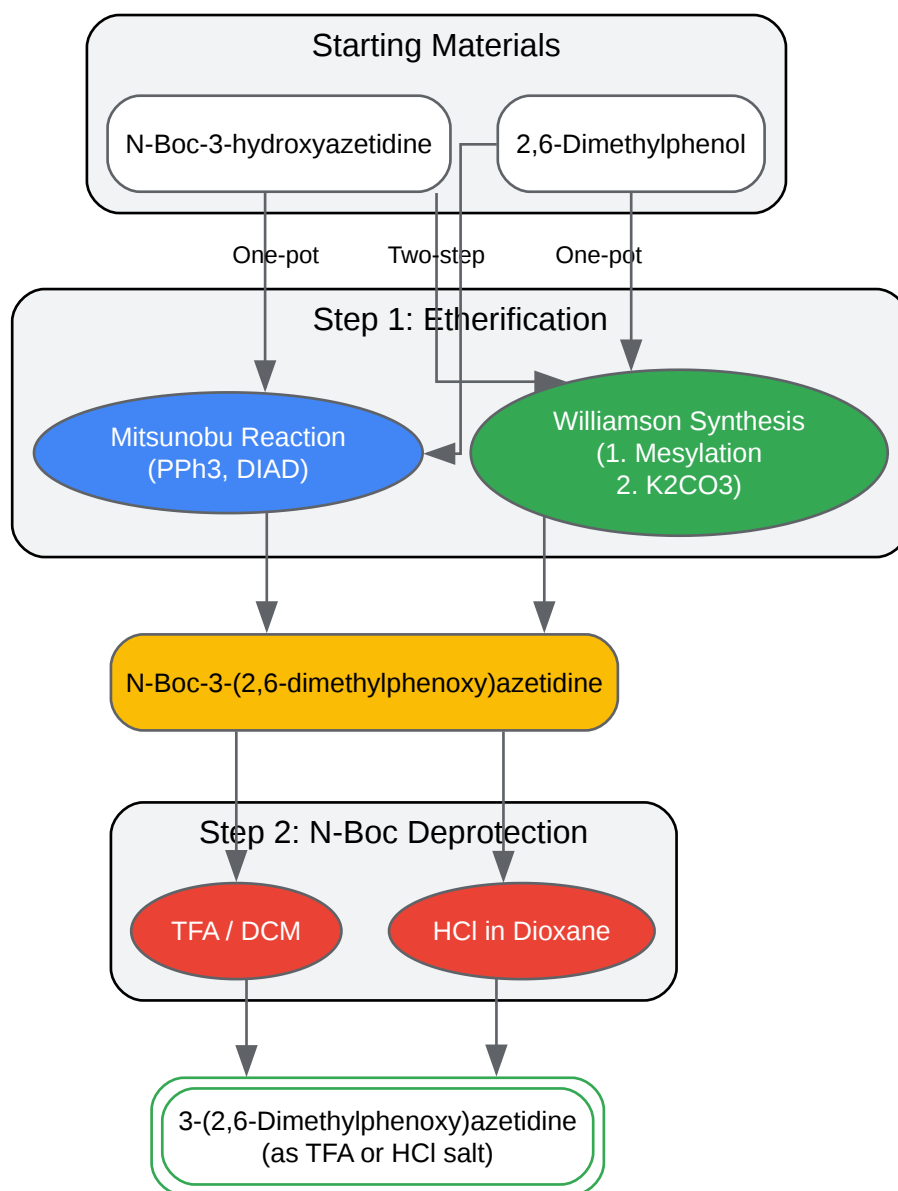 Starting Materials
N-Boc-3-hydroxyazetidine
2,6-Dimethylphenol
One-pot
Two-step
One-pot
Step 1: Etherification
Mitsunobu Reaction
(PPh3, DIAD)
Williamson Synthesis
(1. Mesylation
2. K2CO3)
N-Boc-3-(2,6-dimethylphenoxy)azetidine
Step 2: N-Boc Deprotection
TFA / DCM
HCl in Dioxane
3-(2,6-Dimethylphenoxy)azetidine
(as TFA or HCl salt)